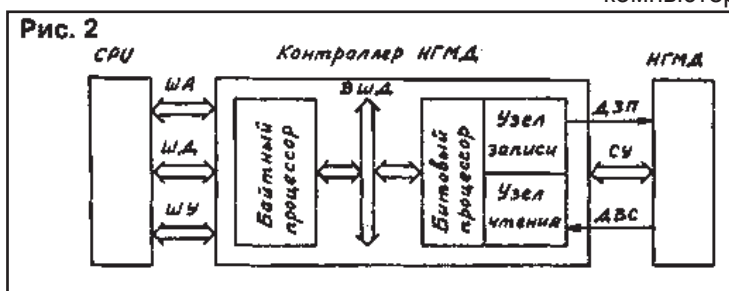 компьютер
Рис. 2
CPU
Контроллер НГМД
НГМД
ША
ШД
ШУ
Байтный процессор
ВШД
Битовый процессор
Узел записи
Узел чтения
ДЗП
СУ
ДВС